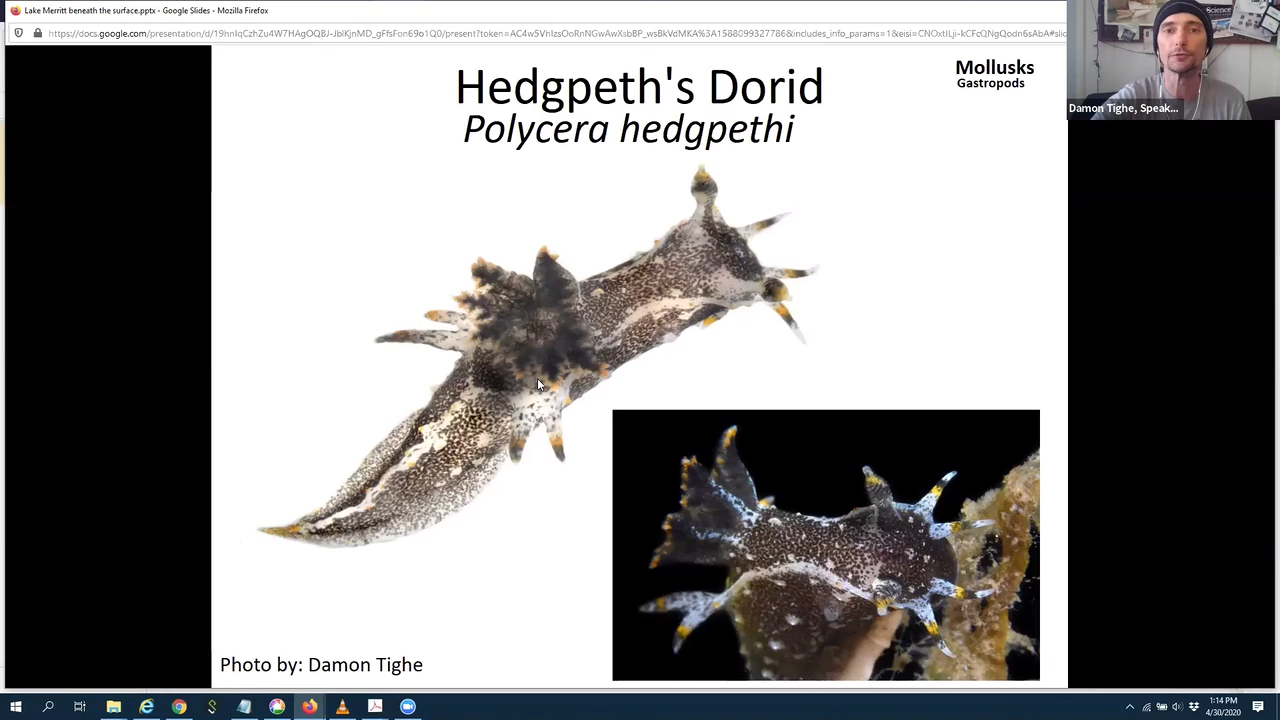 Lake Merritt beneath the surface.pptx - Google Slides - Mozilla Firefox
Hedgpeth's Dorid
Polycera hedgpethi
Mollusks
Gastropods
Science
Damon Tighe, Speak...
Photo by: Damon Tighe
1:14 PM
4/30/2020